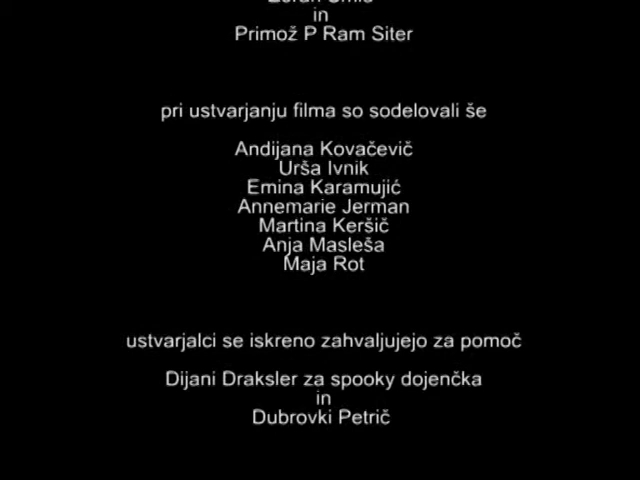 in
Primož P Ram Siter
pri ustvarjanju filma so sodelovali še
Andijana Kovačevič
Urša Ivnik
Emina Karamujić
Annemarie Jerman
Martina Keršič
Anja Masleša
Maja Rot
ustvarjalci se iskreno zahvaljujejo za pomoč
Dijani Draksler za spooky dojenčka
in
Dubrovki Petrič